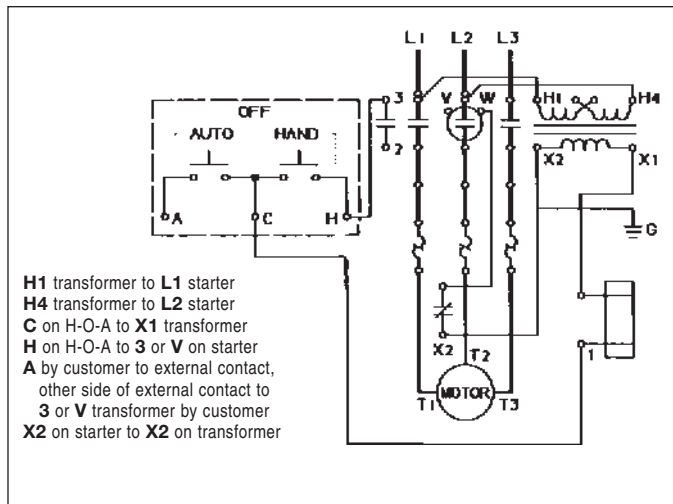 L1 L2 L3
3 V W H1 H4
OFF
AUTO HAND
2 X2 X1
A C H G
H1 transformer to L1 starter
H4 transformer to L2 starter
C on H-O-A to X1 transformer
H on H-O-A to 3 or V on starter
A by customer to external contact,
other side of external contact to
3 or V transformer by customer
X2 on starter to X2 on transformer
X2 T2 1
T1 MOTOR T3